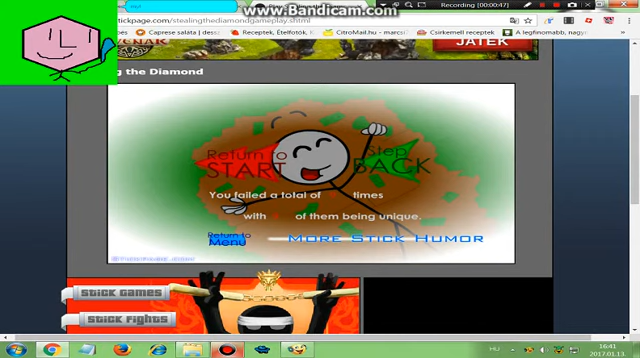 www.Bandicam.com
Recording [00:00:47]
stickpage.com/stealingthediamondgameplay.shtml
Caprese saláta | desz
Receptek, Ételfotók, K
CitroMail.hu - marcsi
Csirkemell receptek |
A legfinomabb, nagy
JÁTÉK
g the Diamond
Return to
START
Step
BACK
You failed a total of times
with of them being unique.
Return to
Menu
More Stick Humor
Stick Games
Stick Fights
HU
16:41
2017.01.13.